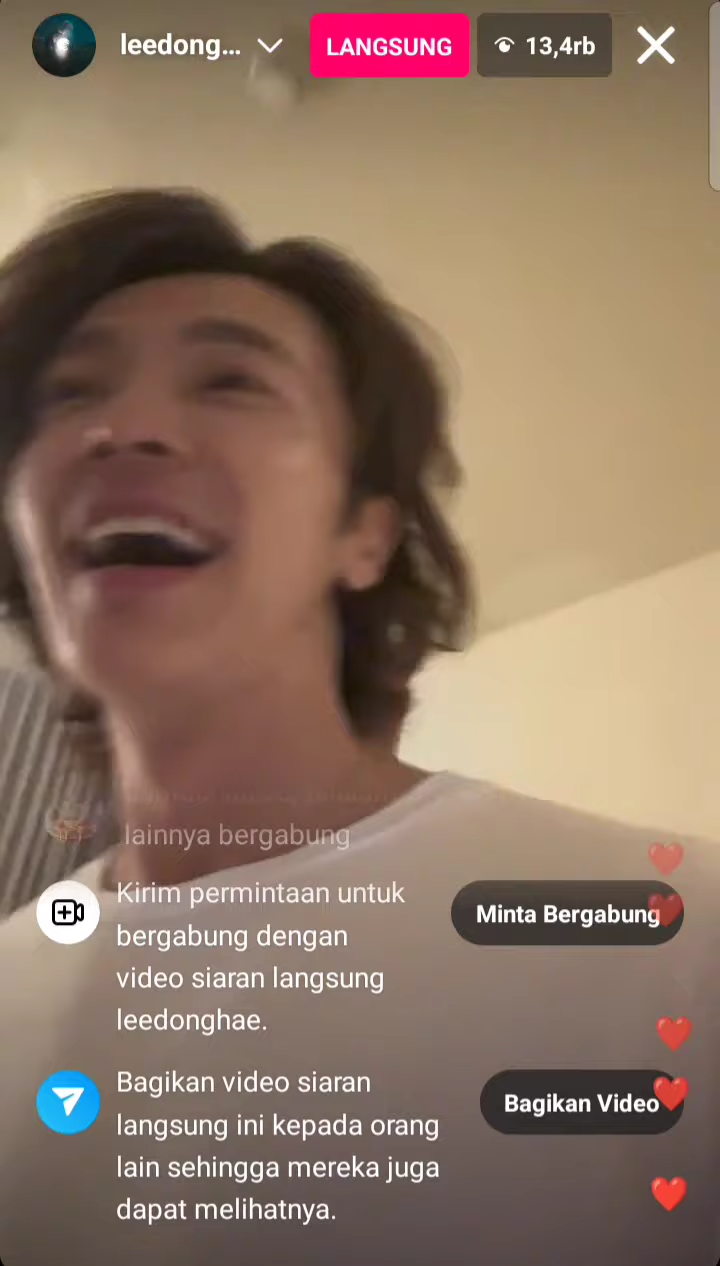 leedong...
LANGSUNG
13,4rb
lainnya bergabung
Kirim permintaan untuk
bergabung dengan
video siaran langsung
leedonghae.
Minta Bergabung
Bagikan video siaran
langsung ini kepada orang
lain sehingga mereka juga
dapat melihatnya.
Bagikan Video